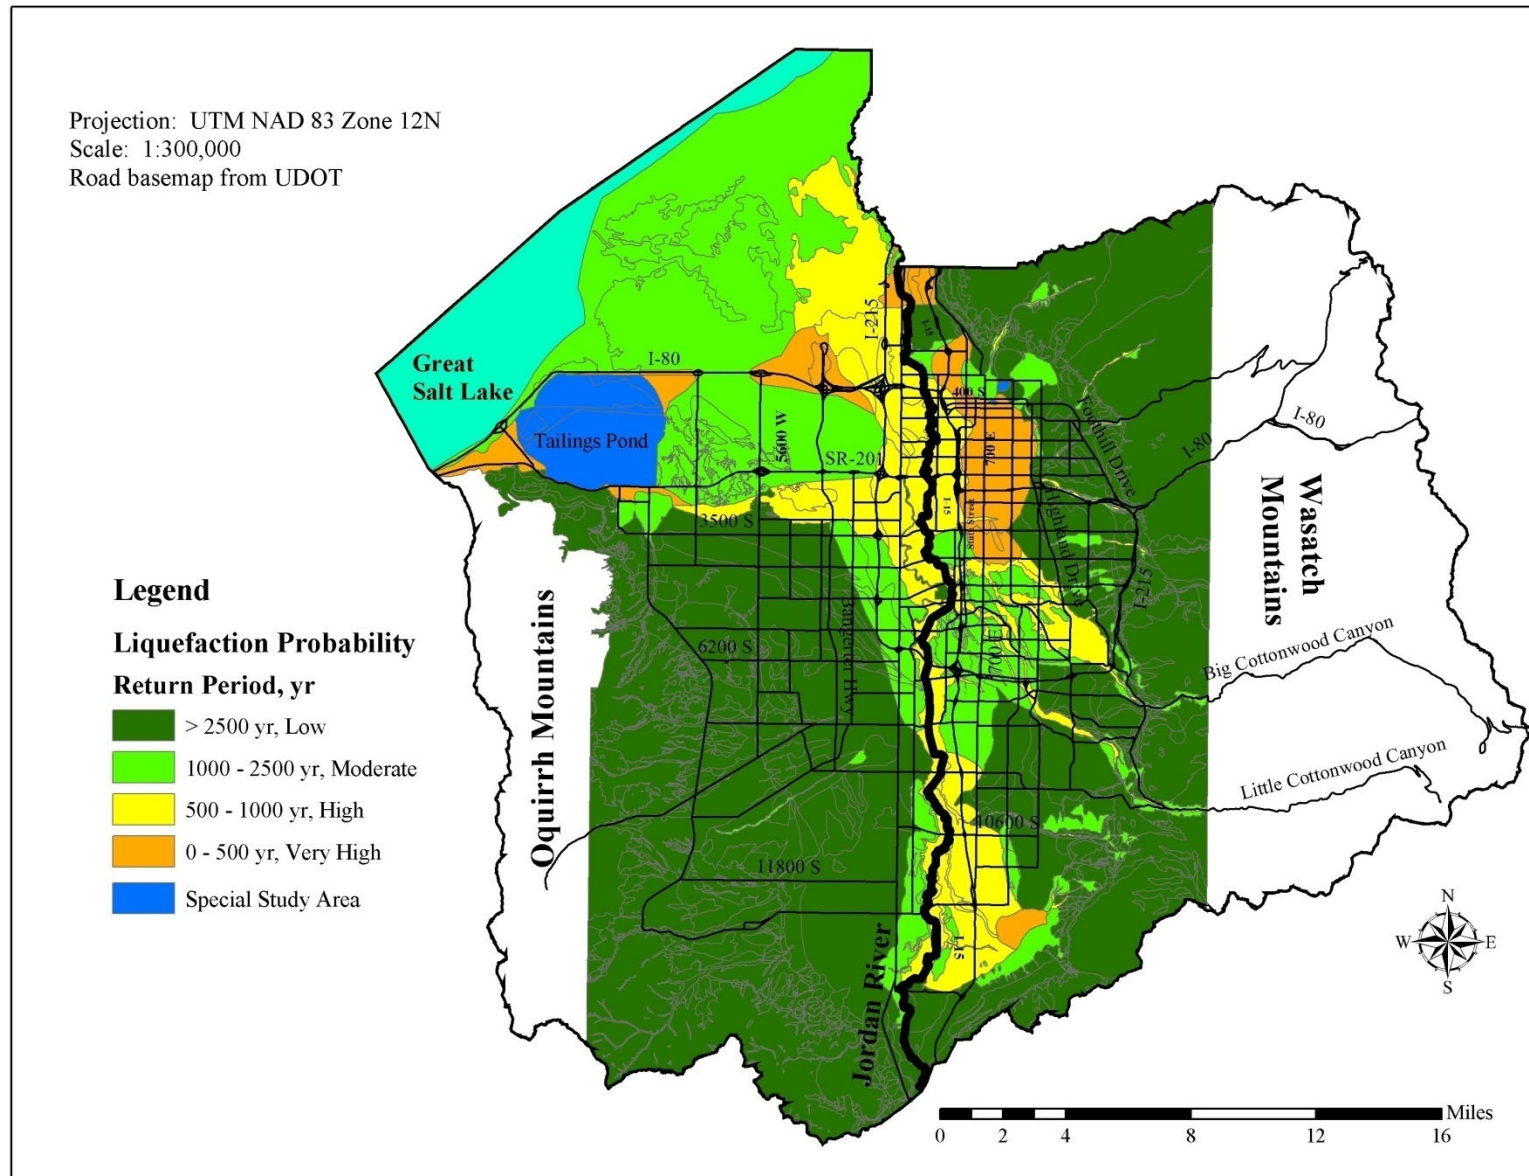 Projection: UTM NAD 83 Zone 12N
Scale: 1:300,000
Road basemap from UDOT
Great
Salt Lake
I-80
I-215
I-15
Tailings Pond
5600 W
SR-201
400 S
700 E
Foothill Drive
I-80
I-80
3500 S
I-15
State Street
Highland Drive
I-215
Wasatch
Mountains
Legend
Liquefaction Probability
Return Period, yr
> 2500 yr, Low
1000 - 2500 yr, Moderate
500 - 1000 yr, High
0 - 500 yr, Very High
Special Study Area
Oquirrh Mountains
6200 S
Bangerter Hwy
700 E
Big Cottonwood Canyon
Little Cottonwood Canyon
10600 S
11800 S
I-15
Jordan River
N
W
E
S
Miles
0 2 4 8 12 16